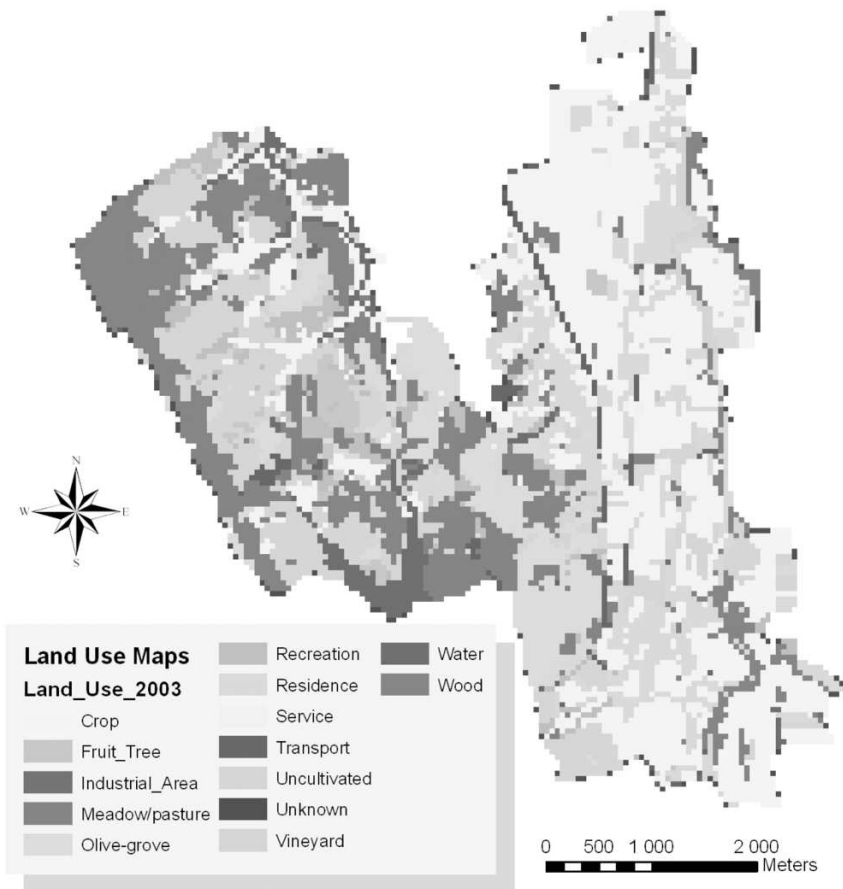 N
W E
S
Land Use Maps
Land_Use_2003
Crop
Fruit_Tree
Industrial_Area
Meadow/pasture
Olive-grove
Recreation
Residence
Service
Transport
Uncultivated
Unknown
Vineyard
Water
Wood
0 500 1 000 2 000
Meters